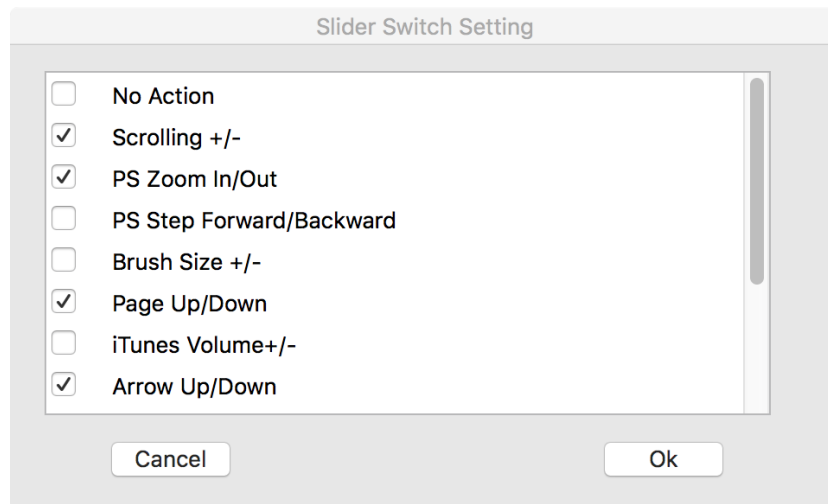 Slider Switch Setting
No Action
Scrolling +/-
PS Zoom In/Out
PS Step Forward/Backward
Brush Size +/-
Page Up/Down
iTunes Volume+/-
Arrow Up/Down
Cancel
Ok